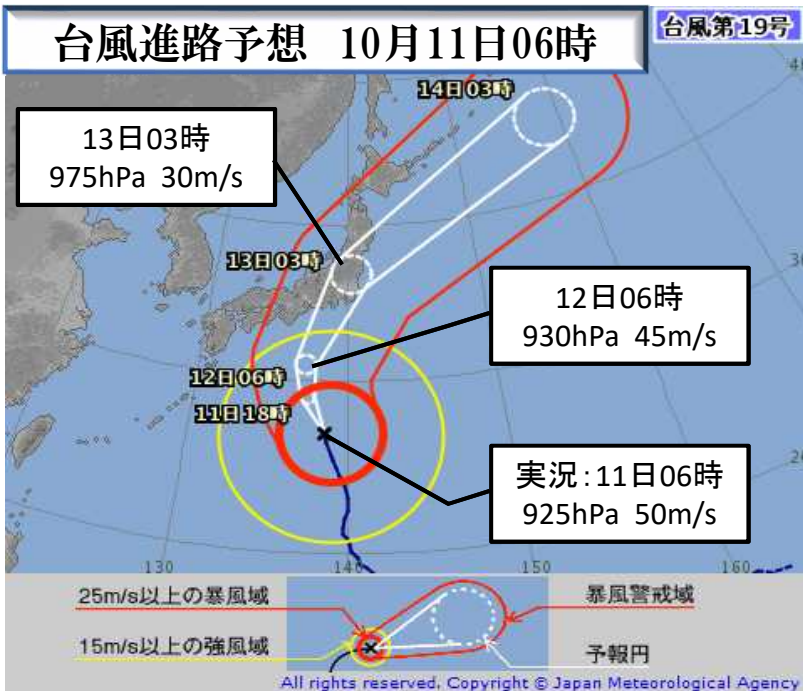 台風進路予想 10月11日06時
台風第19号
14日03時
13日03時
975hPa 30m/s
13日03時
12日06時
930hPa 45m/s
12日06時
11日18時
実況:11日06時
925hPa 50m/s
130
140
150
160
25m/s以上の暴風域
暴風警戒域
15m/s以上の強風域
予報円
All rights reserved. Copyright © Japan Meteorological Agency